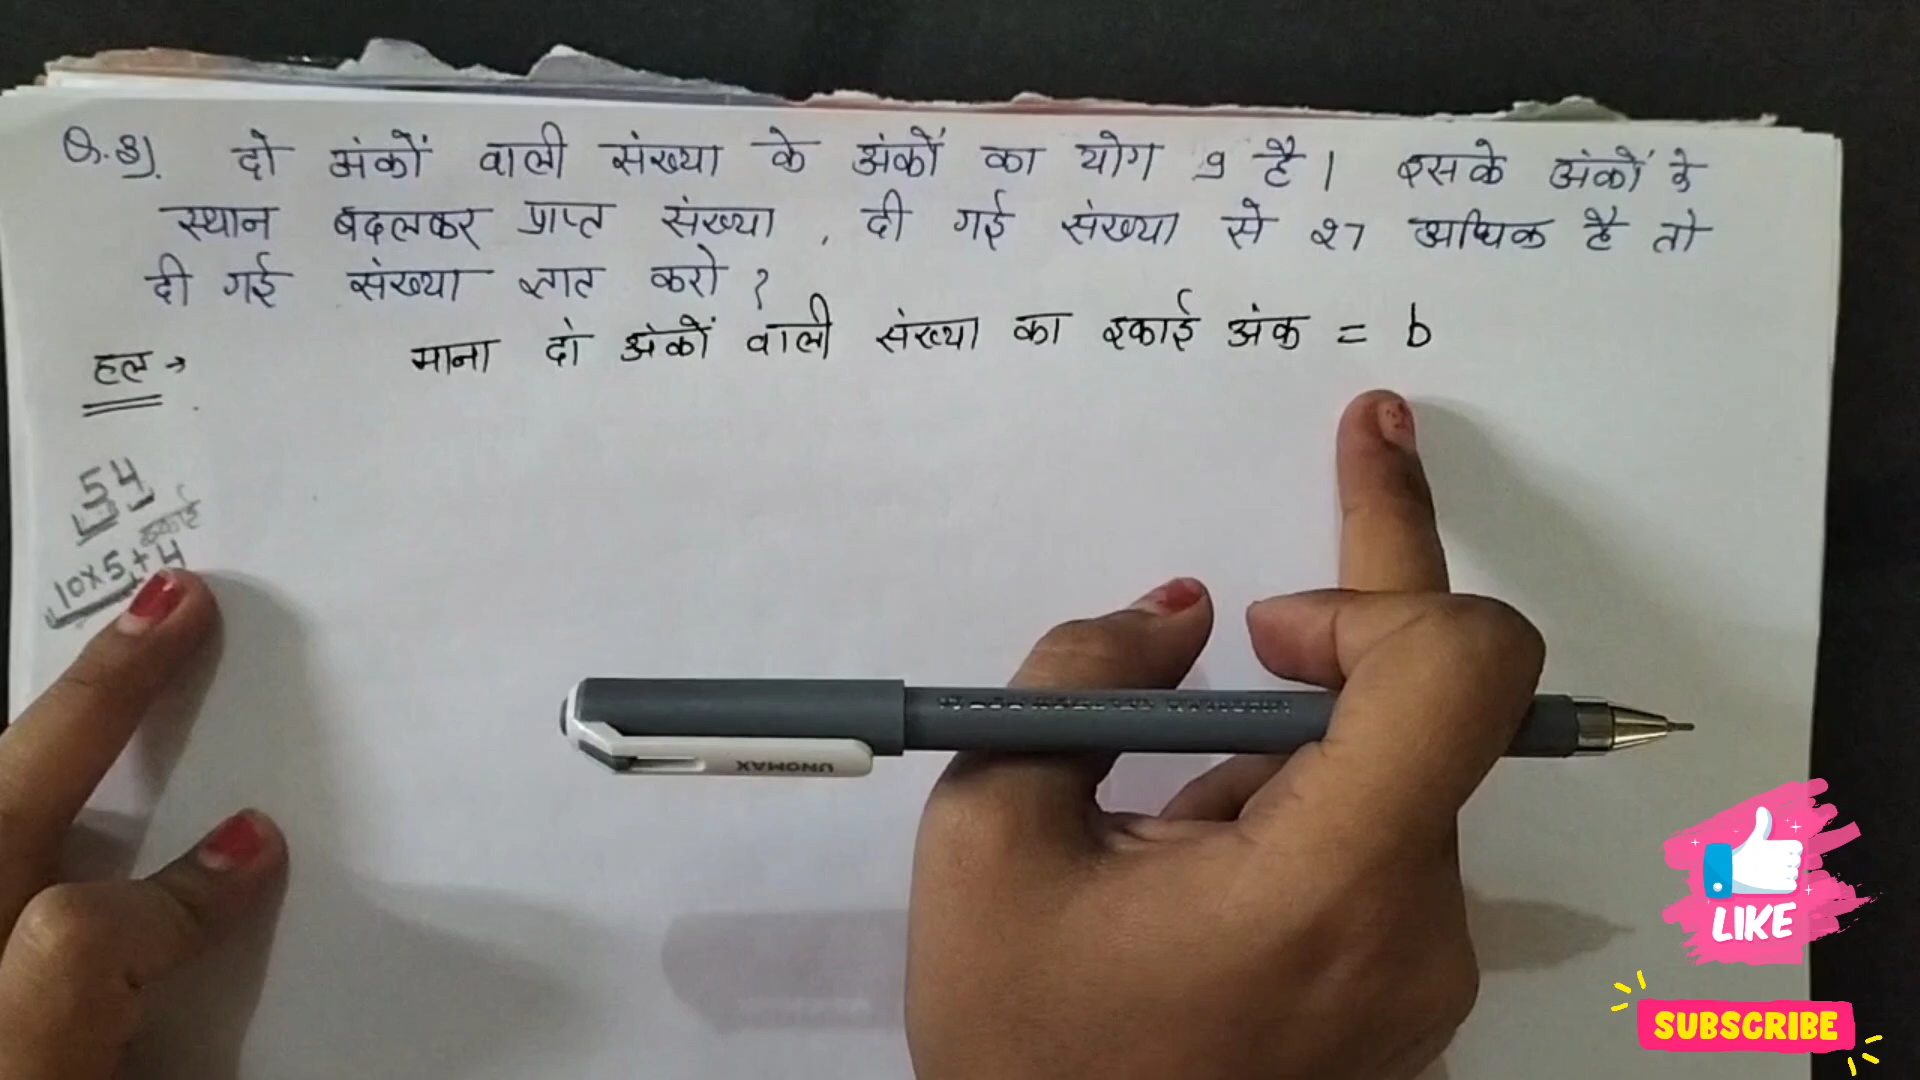 Q.8). दो अंकों वाली संख्या के अंकों का योग 9 है। इसके अंकों के
स्थान बदलकर प्राप्त संख्या, दी गई संख्या से 27 अधिक है तो
दी गई संख्या ज्ञात करो?
हल → माना दो अंकों वाली संख्या का इकाई अंक = b
54
इकाई
10×5+4
UNOMAX
LIKE
SUBSCRIBE